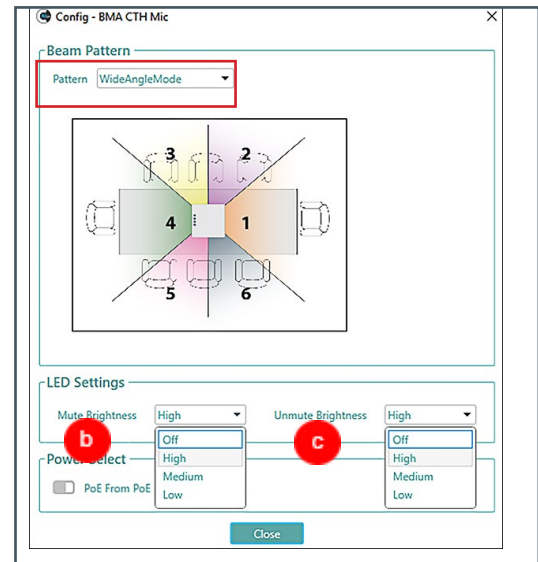 Config - BMA CTH Mic
Beam Pattern
Pattern WideAngleMode
3 2
4 1
5 6
LED Settings
Mute Brightness High Unmute Brightness High
b c
Off Off
High High
Medium Medium
Low Low
Power Select
PoE From PoE
Close